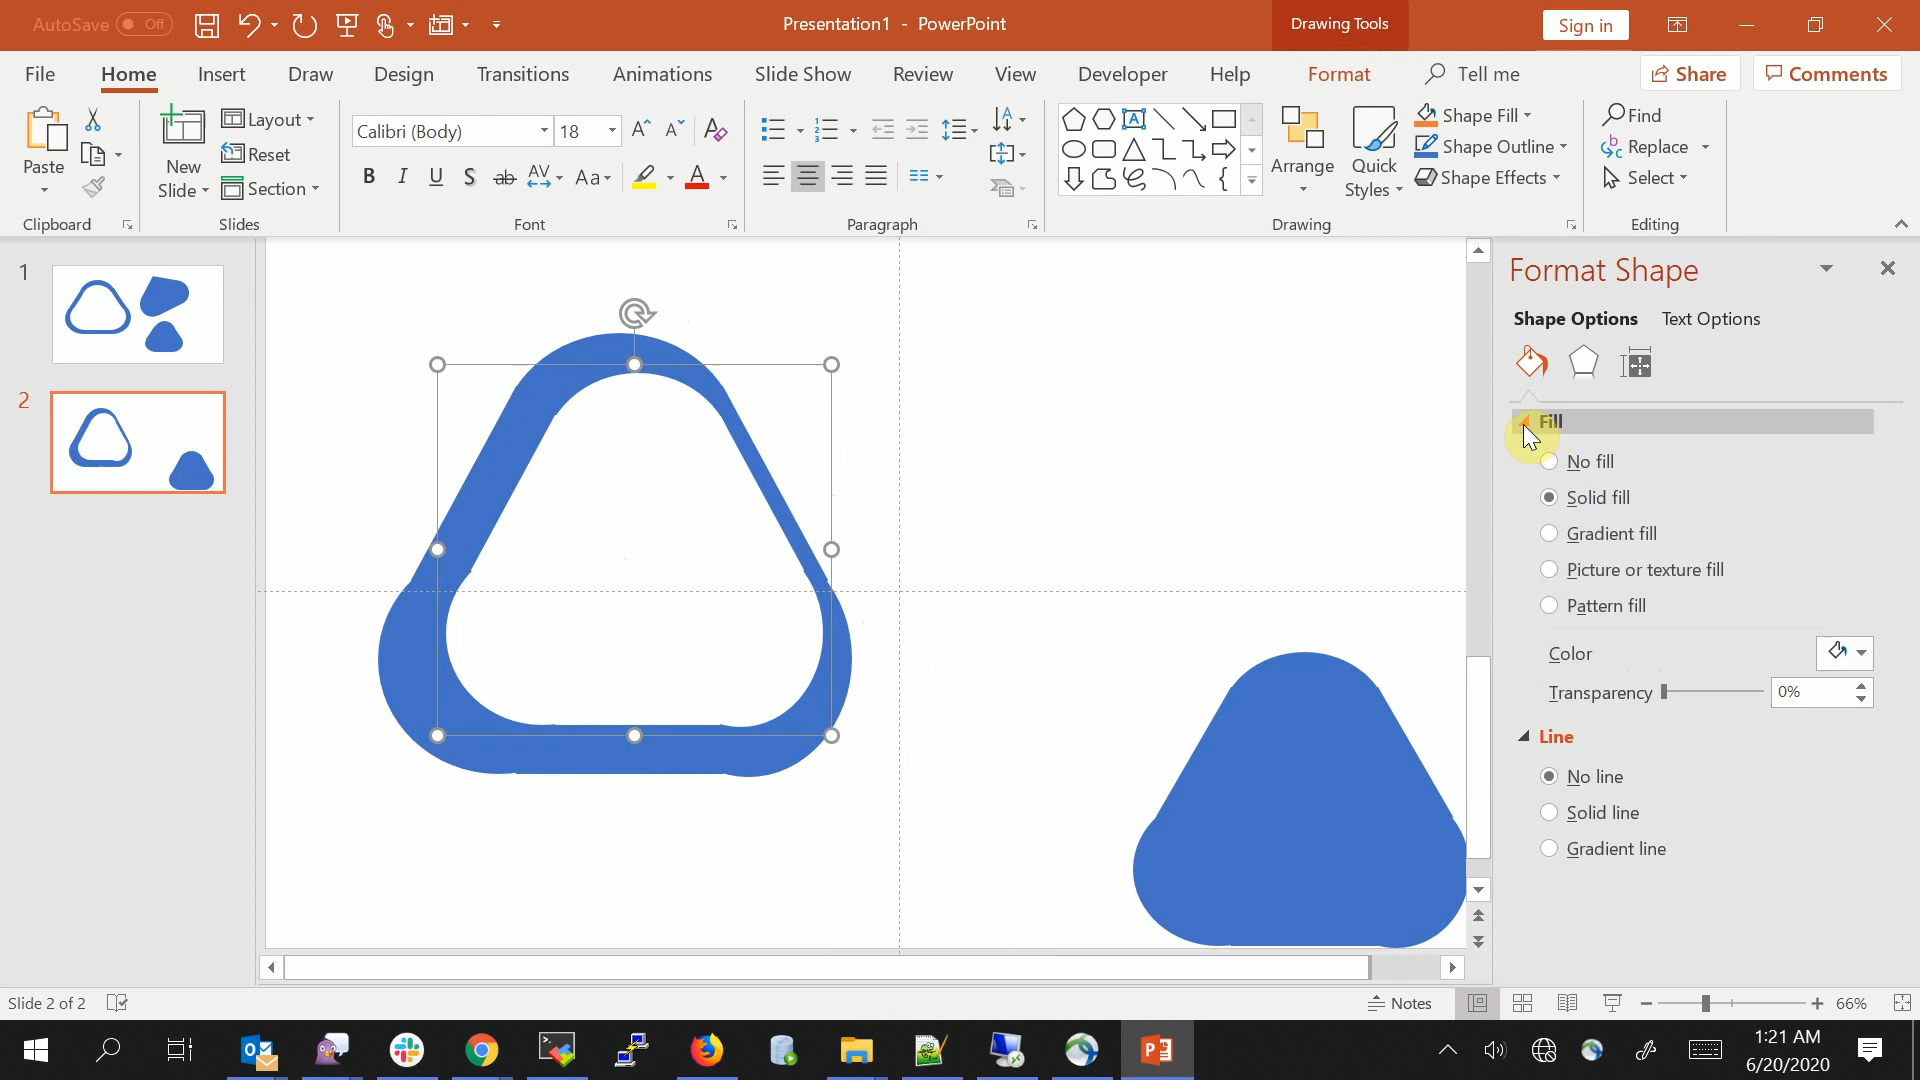 AutoSave Off
Presentation1 - PowerPoint
Drawing Tools
Sign in
File Home Insert Draw Design Transitions Animations Slide Show Review View Developer Help Format Tell me
Share Comments
Paste
New
Slide
Layout
Reset
Section
Calibri (Body) 18
B I U S ab AV Aa A
Arrange
Quick
Styles
Shape Fill
Shape Outline
Shape Effects
Find
Replace
Select
Clipboard Slides Font Paragraph Drawing Editing
1
2
Format Shape
Shape Options Text Options
Fill
No fill
Solid fill
Gradient fill
Picture or texture fill
Pattern fill
Color
Transparency 0%
Line
No line
Solid line
Gradient line
Slide 2 of 2
Notes
66%
1:21 AM
6/20/2020